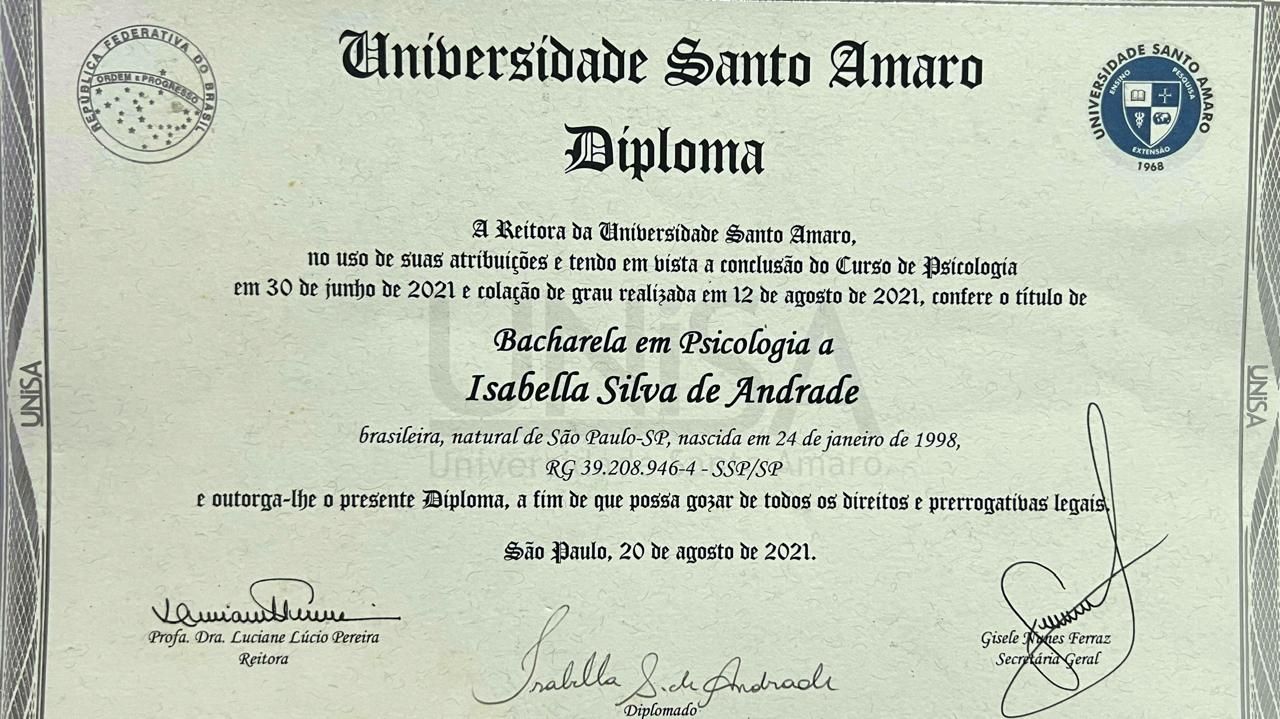 REPÚBLICA FEDERATIVA DO BRASIL
ORDEM E PROGRESSO
Universidade Santo Amaro
UNIVERSIDADE SANTO AMARO
ENSINO
PESQUISA
EXTENSÃO
1968
Diploma
A Reitora da Universidade Santo Amaro,
no uso de suas atribuições e tendo em vista a conclusão do Curso de Psicologia
em 30 de junho de 2021 e colação de grau realizada em 12 de agosto de 2021, confere o título de
Bacharela em Psicologia a
Isabella Silva de Andrade
brasileira, natural de São Paulo-SP, nascida em 24 de janeiro de 1998,
RG 39.208.946-4 - SSP/SP
e outorga-lhe o presente Diploma, a fim de que possa gozar de todos os direitos e prerrogativas legais.
São Paulo, 20 de agosto de 2021.
UNiSA
UNiSA
UNiSA
Universidade Santo Amaro
Profa. Dra. Luciane Lúcio Pereira
Reitora
Gisele Nunes Ferraz
Secretária Geral
Isabella S. de Andrade
Diplomado